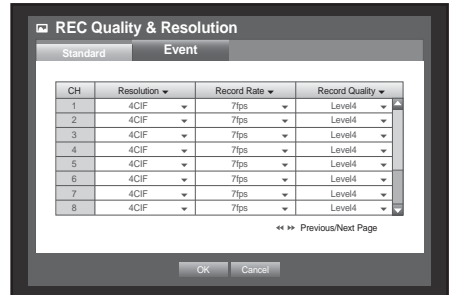 REC Quality & Resolution
Standard Event
CH Resolution Record Rate Record Quality
1 4CIF 7fps Level4
2 4CIF 7fps Level4
3 4CIF 7fps Level4
4 4CIF 7fps Level4
5 4CIF 7fps Level4
6 4CIF 7fps Level4
7 4CIF 7fps Level4
8 4CIF 7fps Level4
Previous/Next Page
OK Cancel